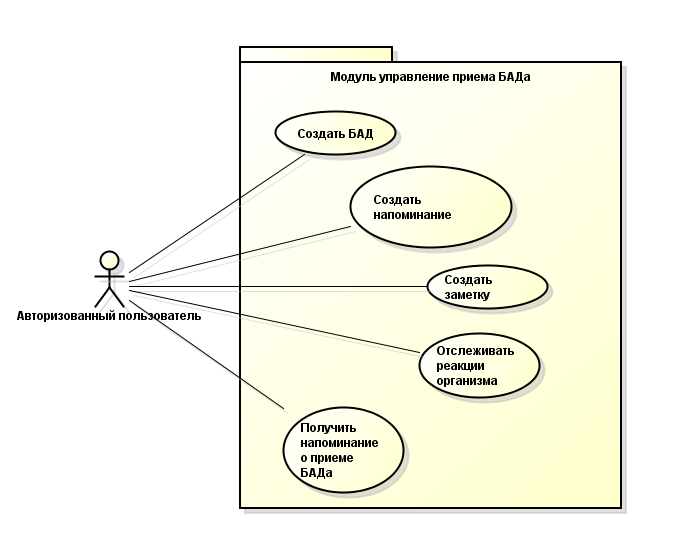 Модуль управление приема БАДа
Создать БАД
Создать
напоминание
Создать
заметку
Авторизованный пользователь
Отслеживать
реакции
организма
Получить
напоминание
о приеме
БАДа